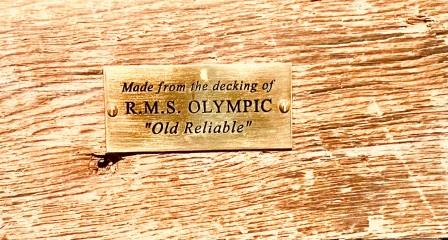 Made from the decking of
R.M.S. OLYMPIC
"Old Reliable"